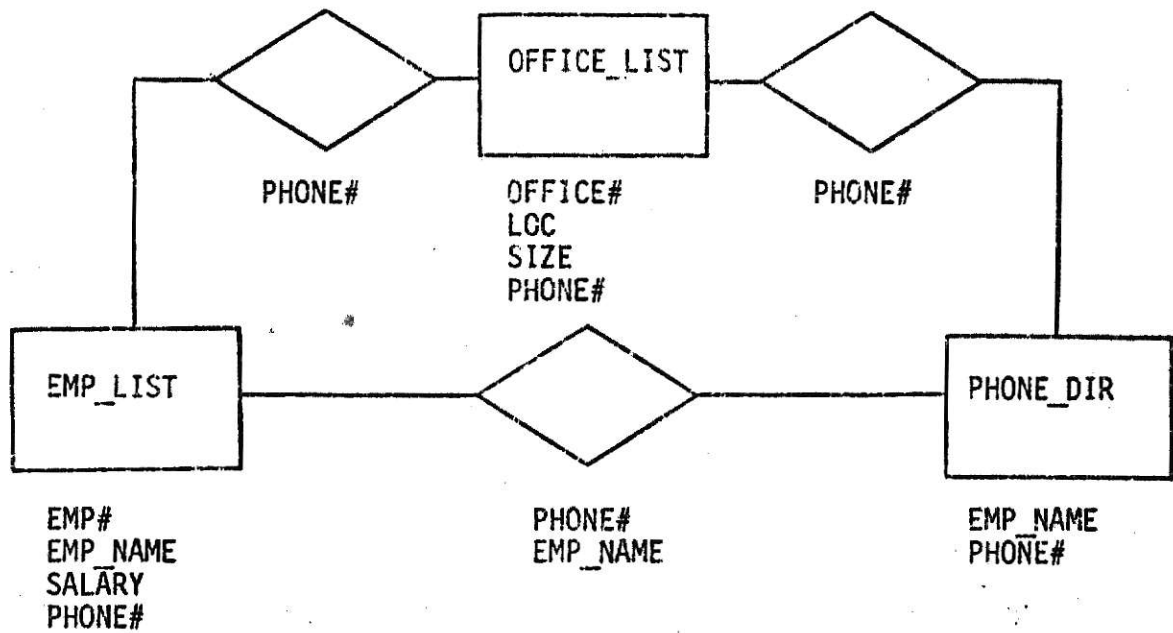 OFFICE_LIST
PHONE#
OFFICE#
LOC
SIZE
PHONE#
PHONE#
EMP_LIST
EMP#
EMP_NAME
SALARY
PHONE#
PHONE#
EMP_NAME
PHONE_DIR
EMP_NAME
PHONE#